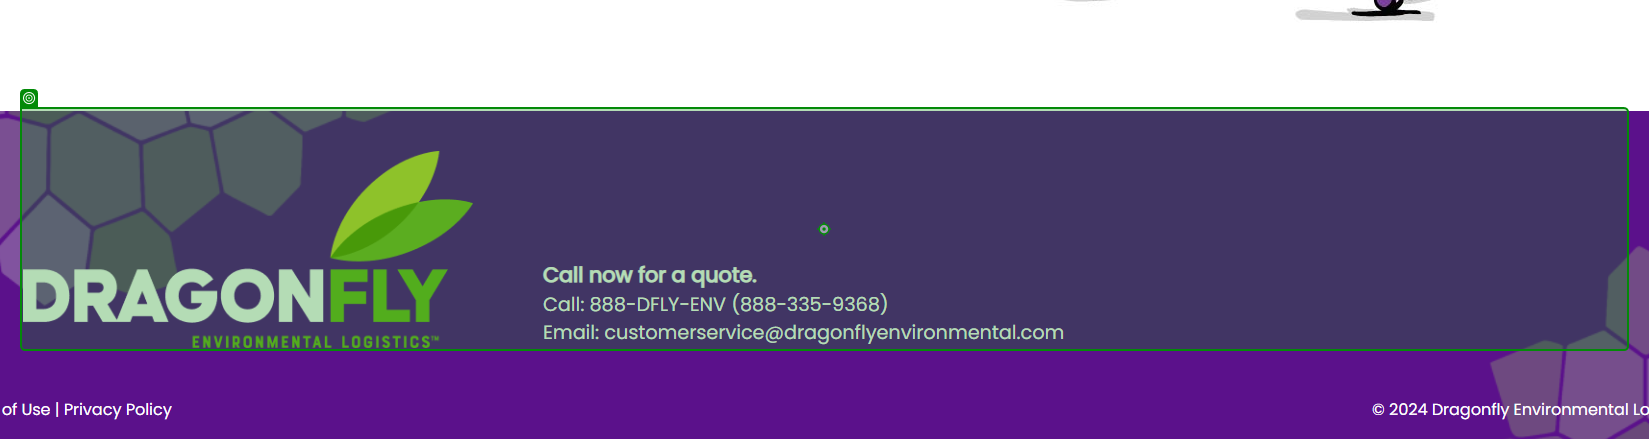 DRAGONFLY
ENVIRONMENTAL LOGISTICS™
Call now for a quote.
Call: 888-DFLY-ENV (888-335-9368)
Email: customerservice@dragonflyenvironmental.com
of Use | Privacy Policy
© 2024 Dragonfly Environmental Lo